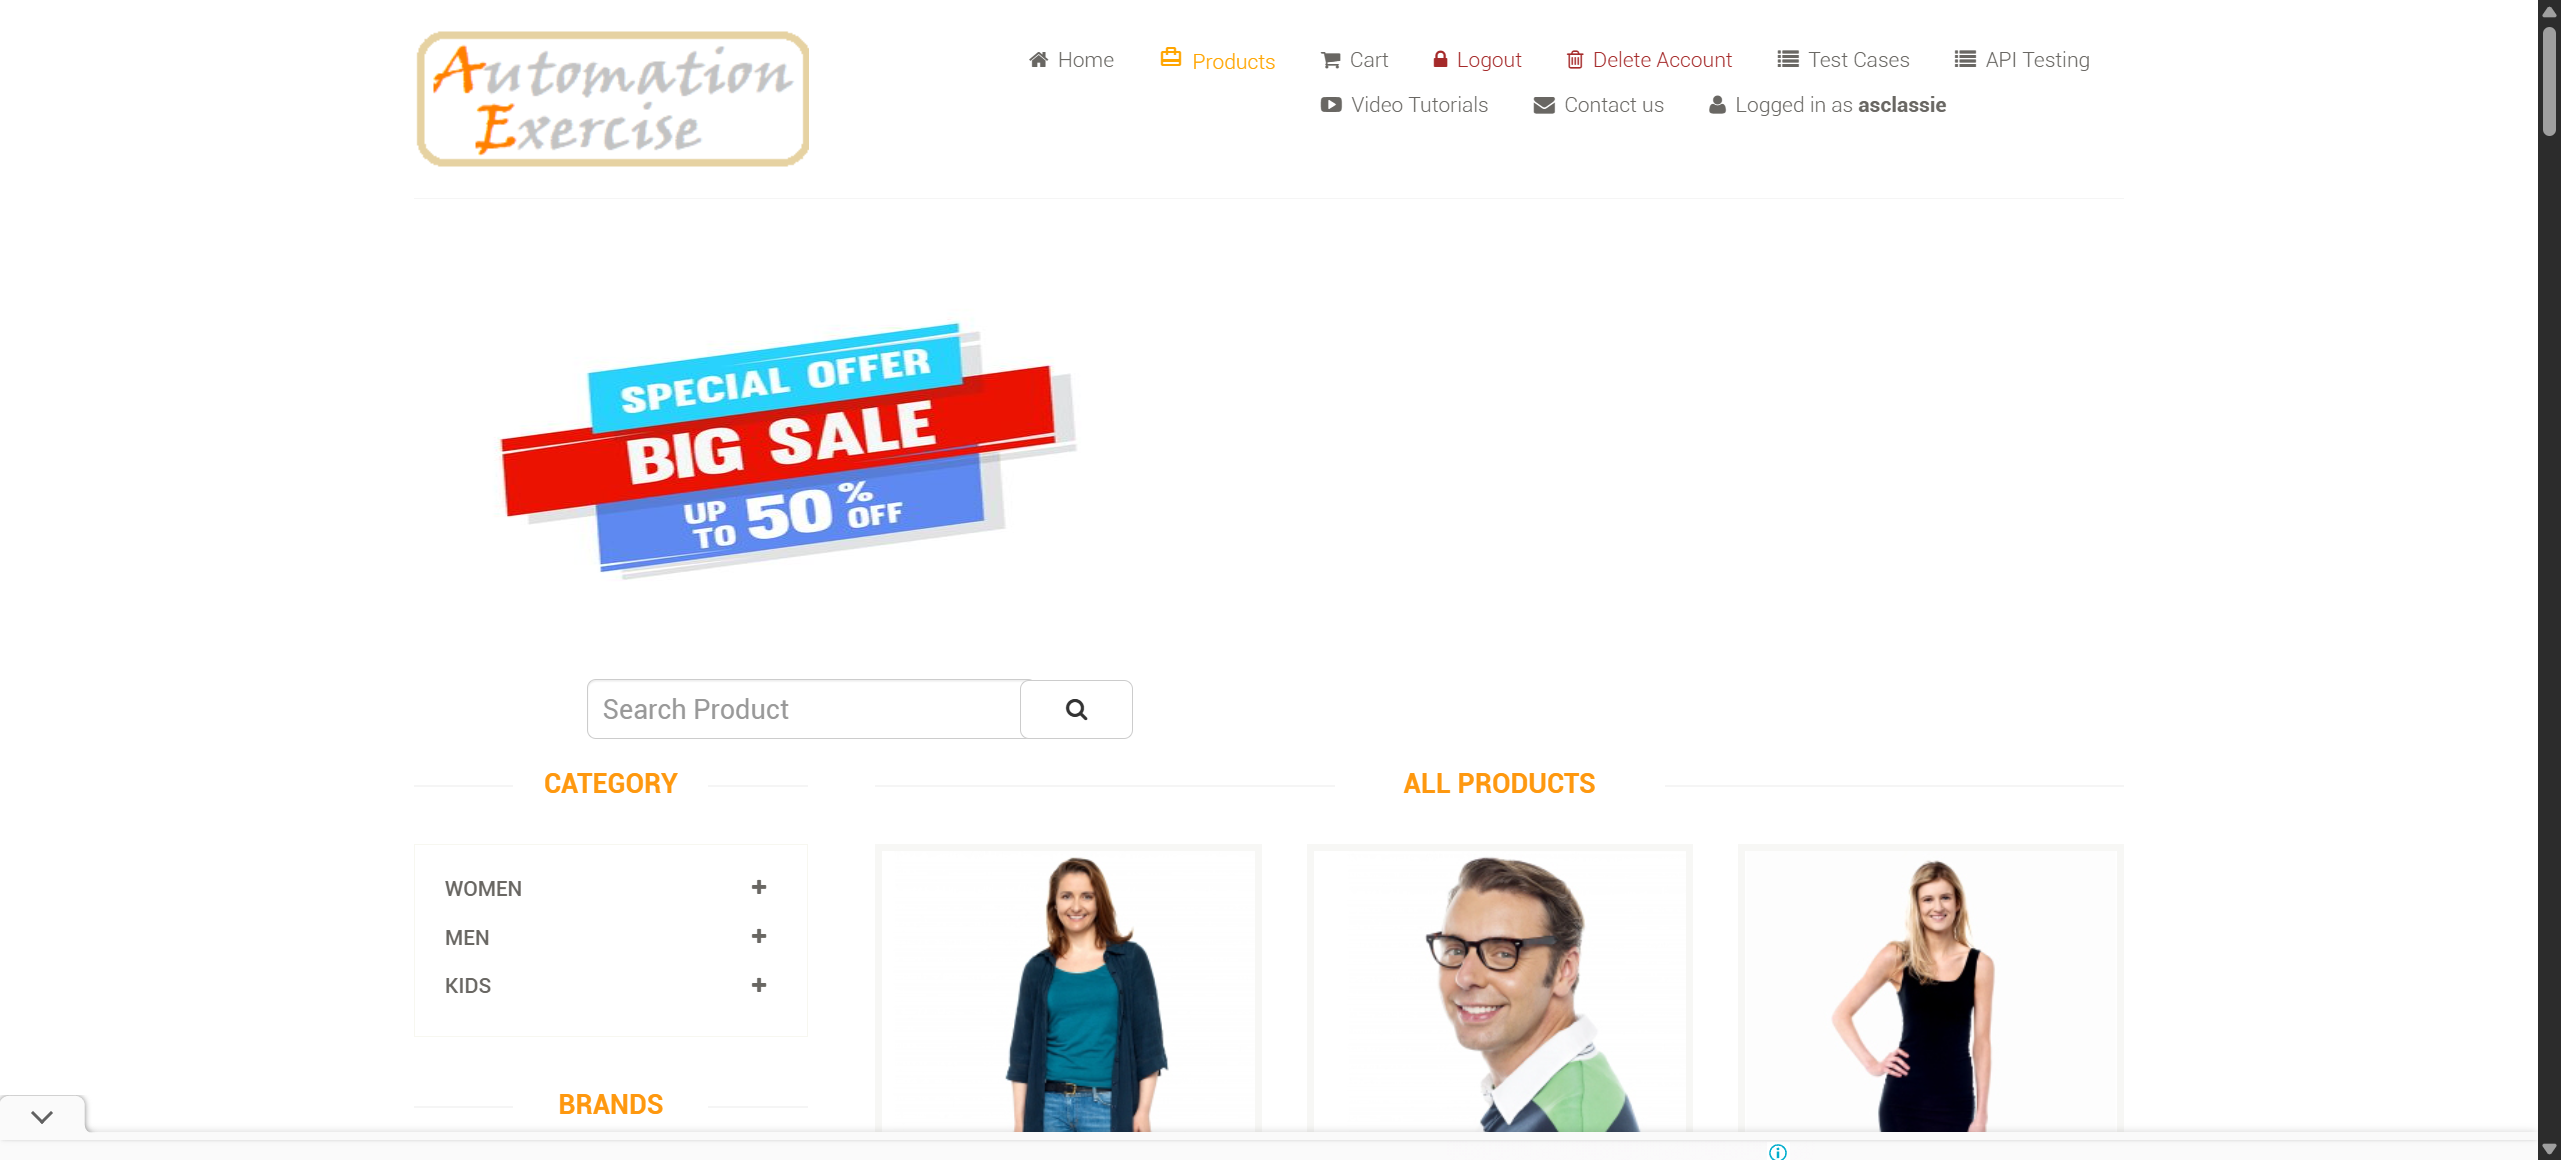 Automation
Exercise
Home Products Cart Logout Delete Account Test Cases API Testing
Video Tutorials Contact us Logged in as asclassie
SPECIAL OFFER
BIG SALE
UP TO 50% OFF
Search Product
CATEGORY
WOMEN
MEN
KIDS
BRANDS
ALL PRODUCTS